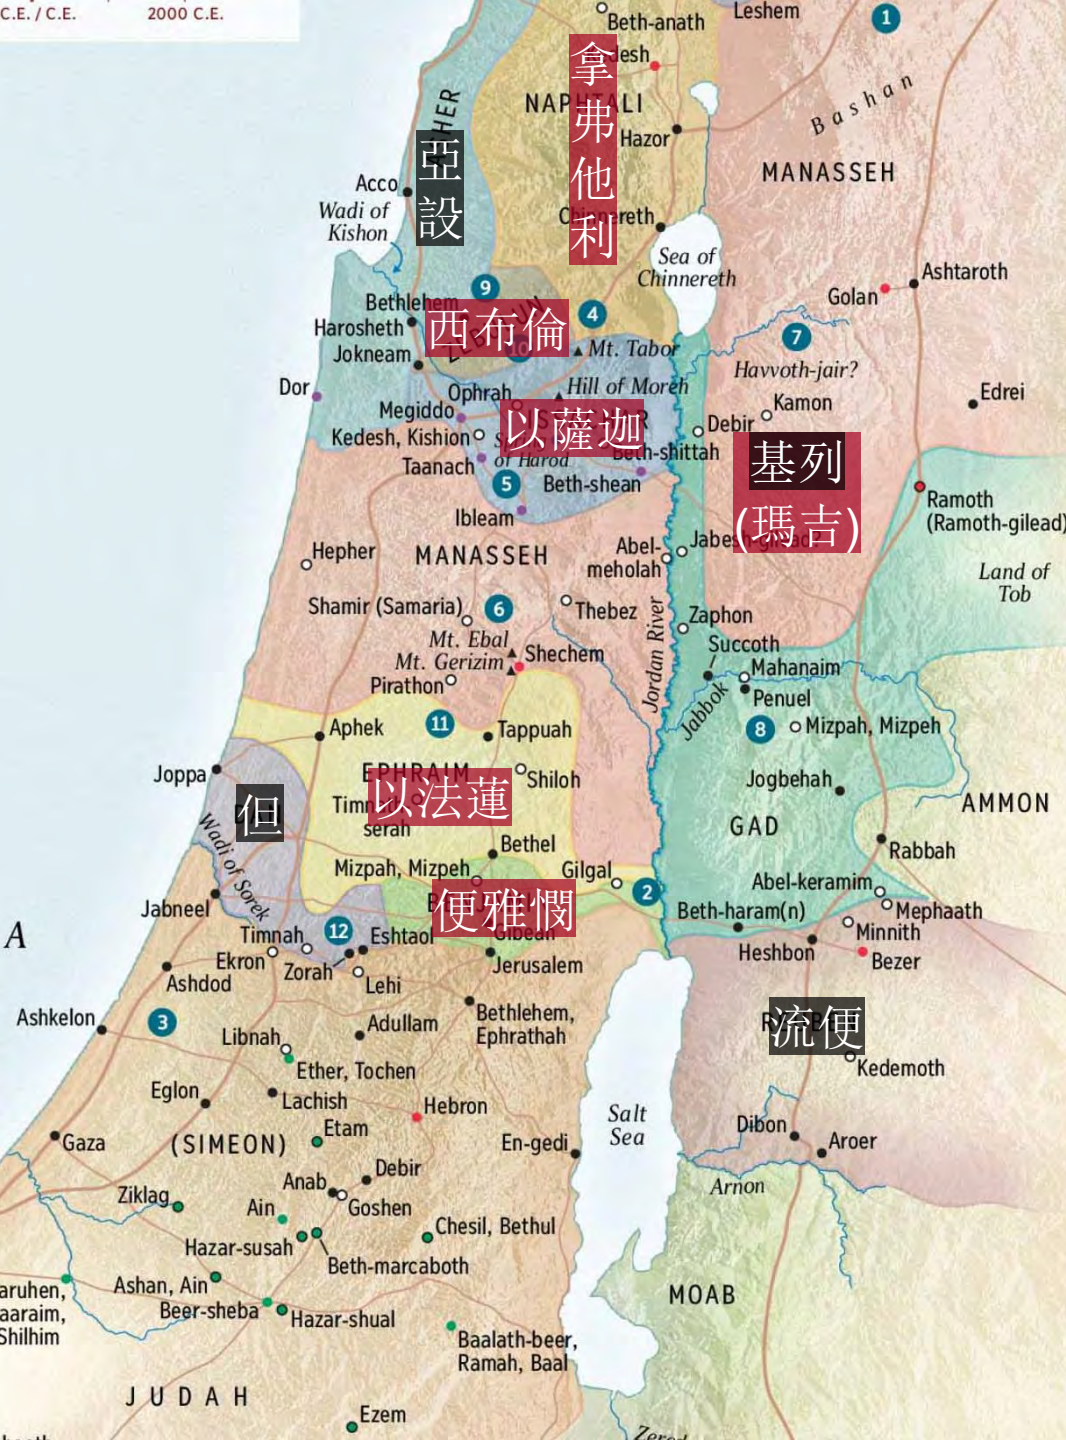 C.E. / C.E.
2000 C.E.
Beth-anath
Leshem
1
拿弗他利
NAPHTALI
Hazor
Bashan
MANASSEH
ASHER
亞設
Acco
Wadi of
Kishon
Chinnereth
Sea of
Chinnereth
Ashtaroth
Golan
9
Bethlehem
Harosheth
Jokneam
西布倫
10
4
7
Mt. Tabor
Havvoth-jair?
Dor
Ophrah
Hill of Moreh
Megiddo
Kamon
Edrei
Kedesh, Kishion
以薩迦
Debir
Taanach
of Harod
Beth-shittah
基列
(瑪吉)
5
Beth-shean
Ibleam
Ramoth
(Ramoth-gilead)
Hepher
MANASSEH
Abel-
meholah
Jabesh-gilead?
Land of
Tob
Shamir (Samaria)
6
Thebez
Jordan River
Zaphon
Mt. Ebal
Mt. Gerizim
Shechem
Succoth
Mahanaim
Pirathon
Penuel
Jabbok
11
Aphek
Tappuah
8
Mizpah, Mizpeh
Joppa
EPHRAIM
Shiloh
Jogbehah
以法蓮
但
serah
AMMON
GAD
Wadi of Sorek
Bethel
Rabbah
Mizpah, Mizpeh
Gilgal
2
Abel-keramim
便雅憫
Jabneel
Beth-haram(n)
Mephaath
A
Timnah
12
Eshtaol
Gibeah
Minnith
Ekron
Zorah
Jerusalem
Heshbon
Bezer
Ashdod
Lehi
Ashkelon
3
Libnah
Adullam
Bethlehem,
Ephrathah
流便
Ether, Tochen
Kedemoth
Eglon
Lachish
Hebron
Salt
Sea
Gaza
(SIMEON)
Etam
En-gedi
Dibon
Aroer
Ziklag
Anab
Debir
Goshen
Arnon
Ain
Chesil, Bethul
Hazar-susah
Beth-marcaboth
aruhen,
aaraim,
Shilhim
Ashan, Ain
Beer-sheba
Hazar-shual
MOAB
Baalath-beer,
Ramah, Baal
JUDAH
Ezem